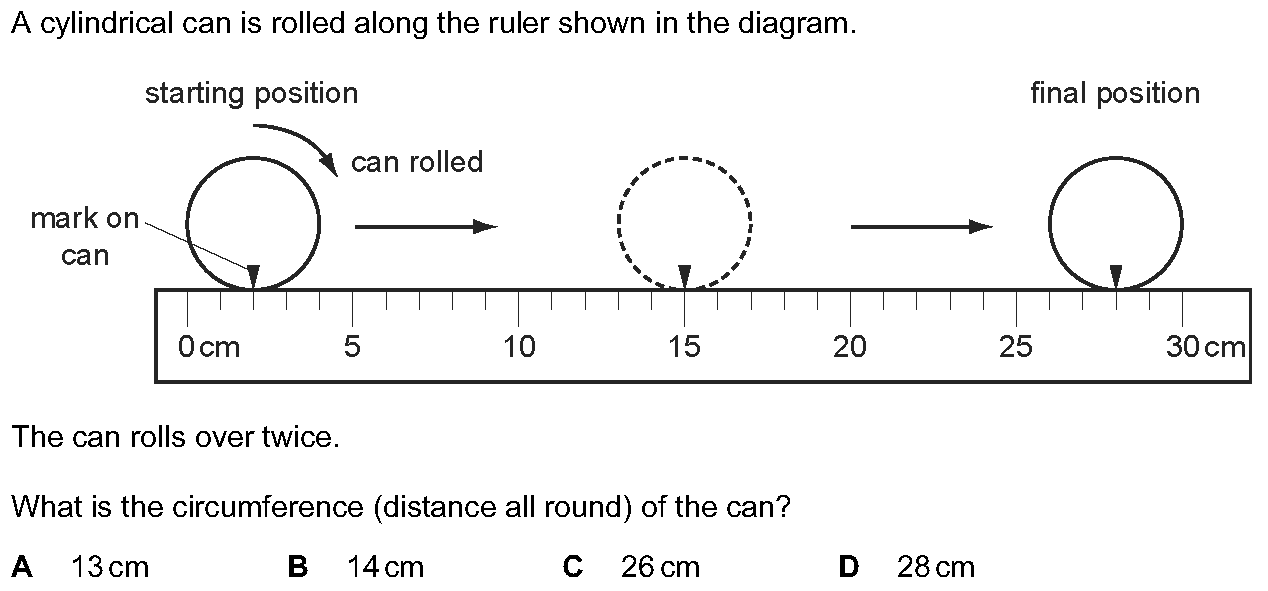 A cylindrical can is rolled along the ruler shown in the diagram.
starting position
final position
can rolled
mark on
can
0 cm 5 10 15 20 25 30 cm
The can rolls over twice.
What is the circumference (distance all round) of the can?
A 13 cm B 14 cm C 26 cm D 28 cm